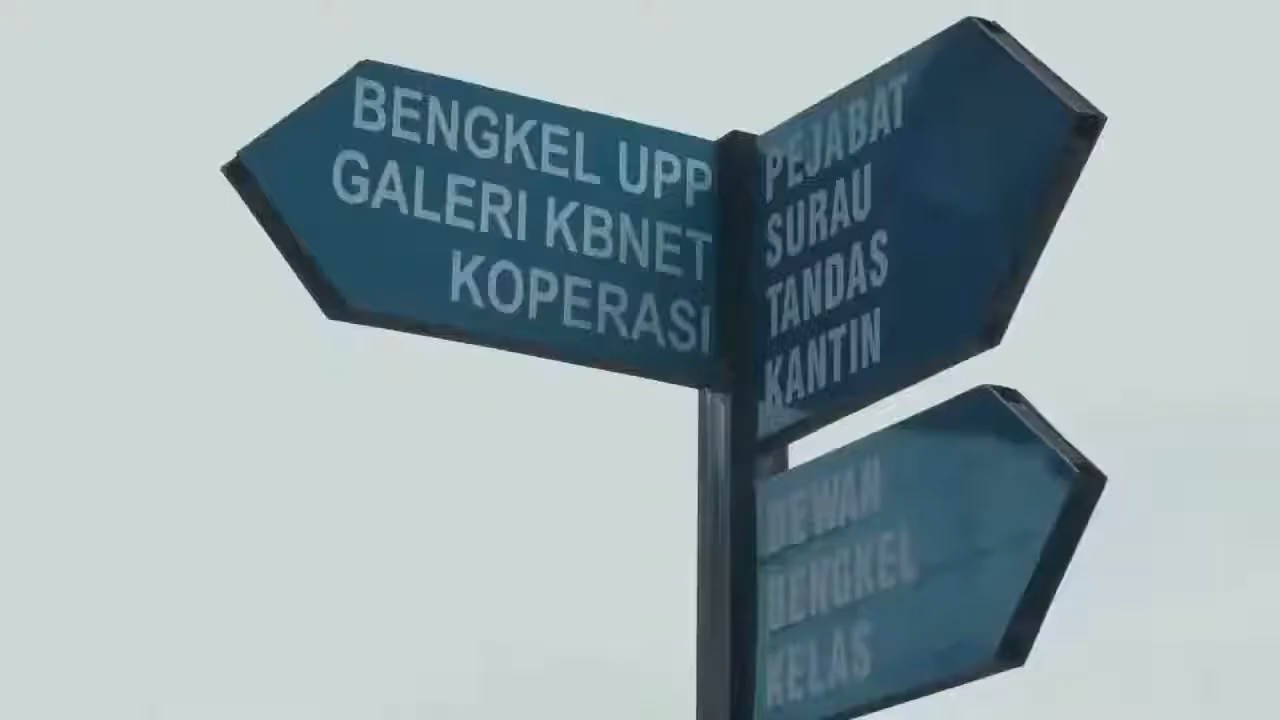 BENGKEL UPP
GALERI KBNET
KOPERASI
PEJABAT
SURAU
TANDAS
KANTIN
DEWAN
BENGKEL
KELAS